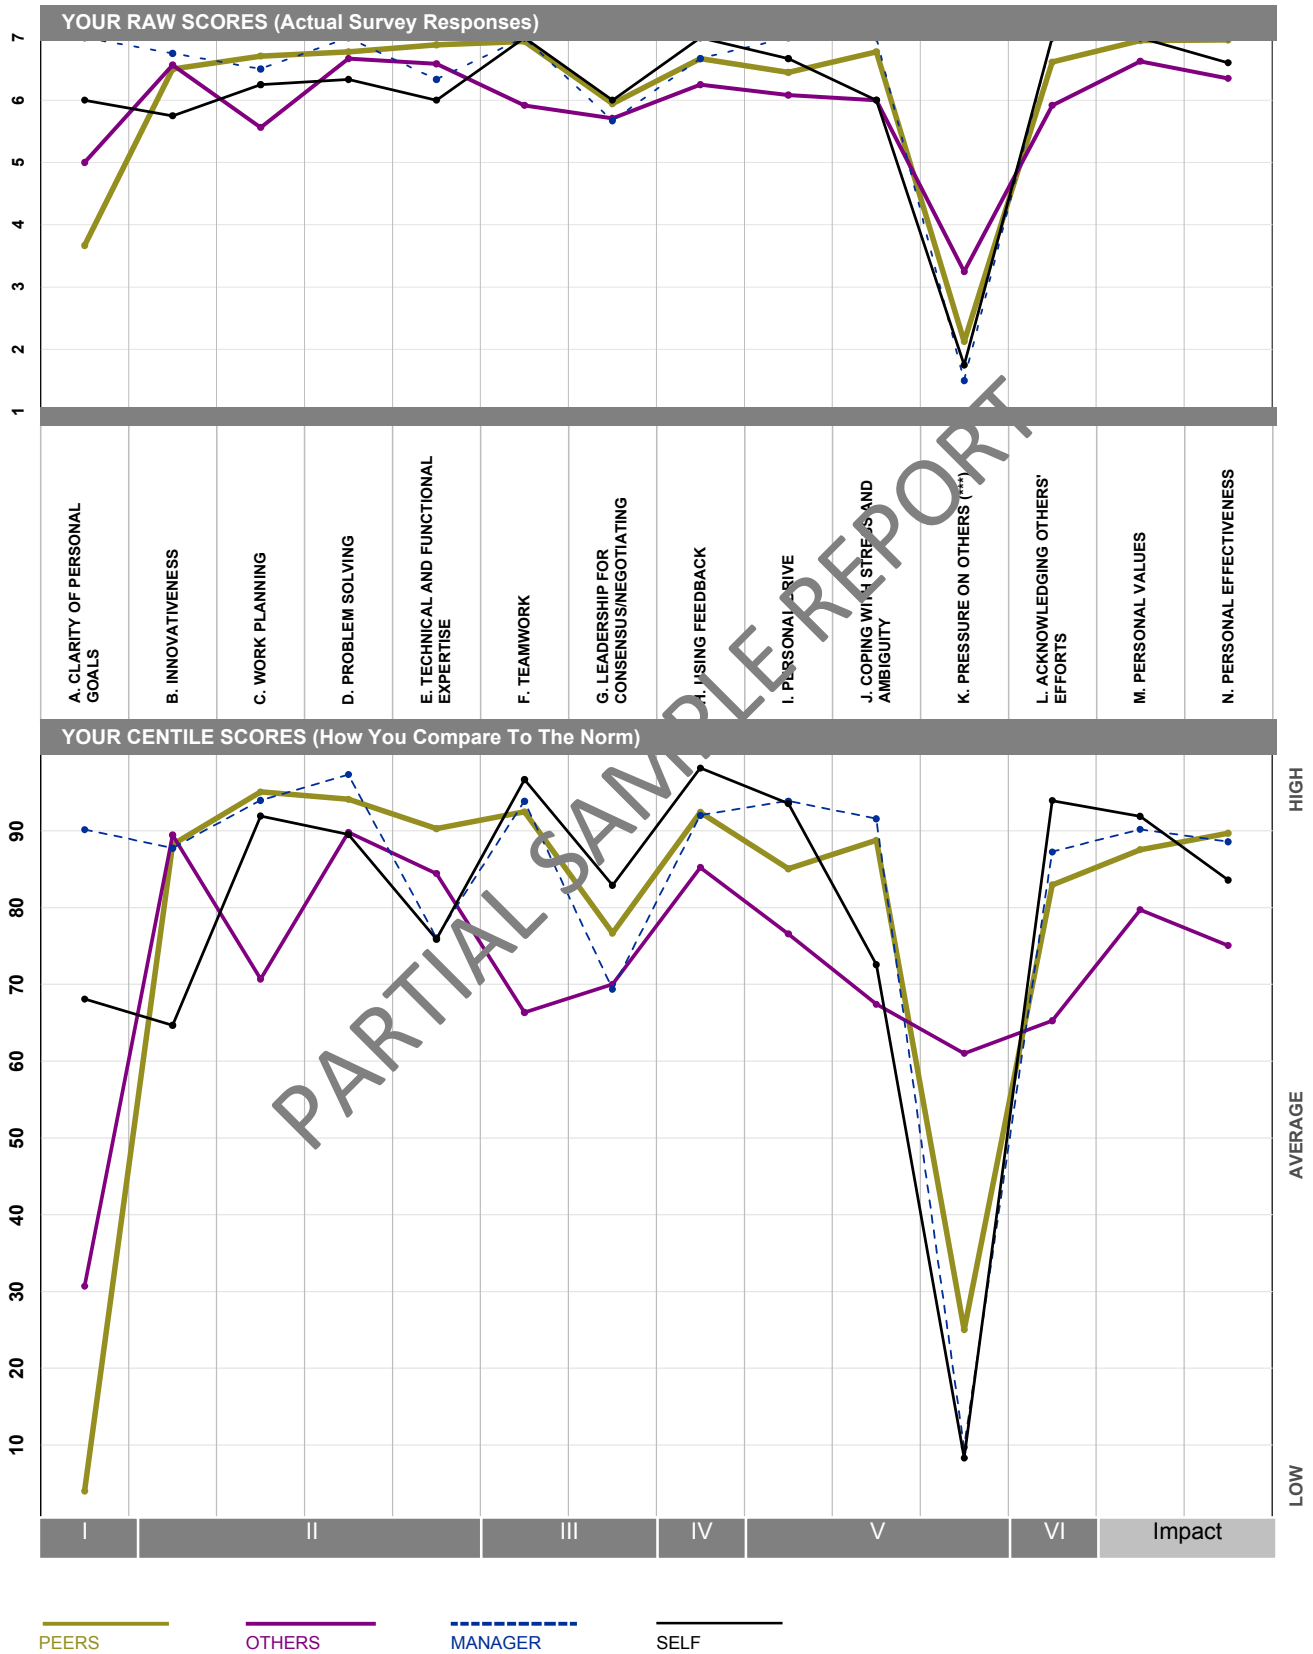 YOUR RAW SCORES (Actual Survey Responses)
7
6
5
4
3
2
1
A. CLARITY OF PERSONAL
GOALS
B. INNOVATIVENESS
C. WORK PLANNING
D. PROBLEM SOLVING
E. TECHNICAL AND FUNCTIONAL
EXPERTISE
F. TEAMWORK
G. LEADERSHIP FOR
CONSENSUS/NEGOTIATING
H. USING FEEDBACK
I. PERSONAL DRIVE
J. COPING WITH STRESS AND
AMBIGUITY
K. PRESSURE ON OTHERS (***)
L. ACKNOWLEDGING OTHERS'
EFFORTS
M. PERSONAL VALUES
N. PERSONAL EFFECTIVENESS
PARTIAL SAMPLE REPORT
YOUR CENTILE SCORES (How You Compare To The Norm)
90
80
70
60
50
40
30
20
10
HIGH
AVERAGE
LOW
I
II
III
IV
V
VI
Impact
PEERS
OTHERS
MANAGER
SELF